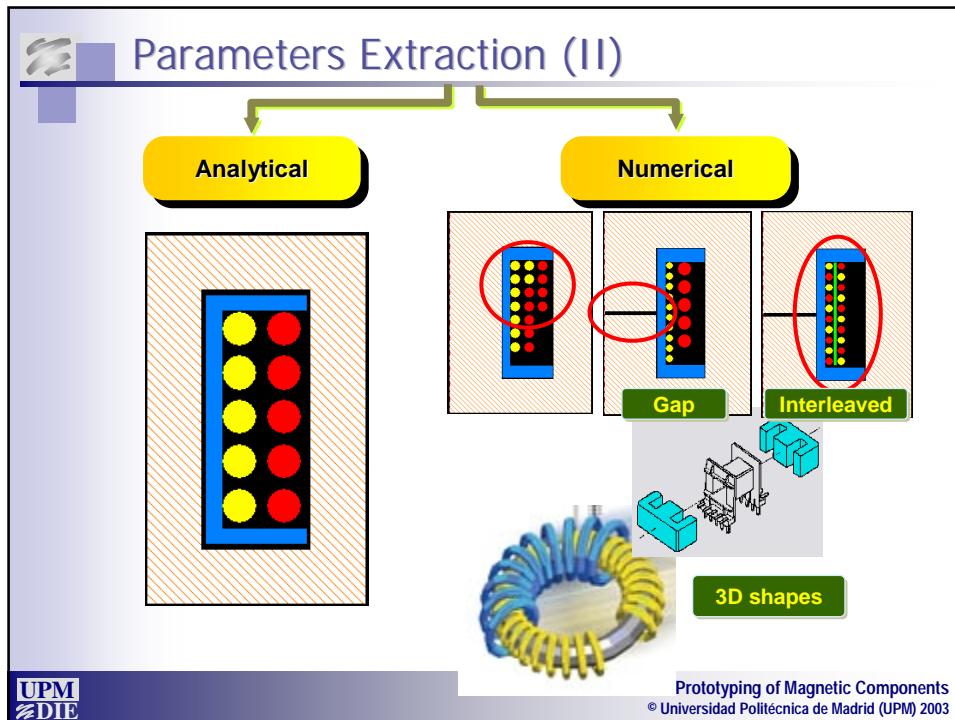 Parameters Extraction (II)
Analytical
Numerical
Gap
Interleaved
3D shapes
UPM
DIE
Prototyping of Magnetic Components
© Universidad Politécnica de Madrid (UPM) 2003